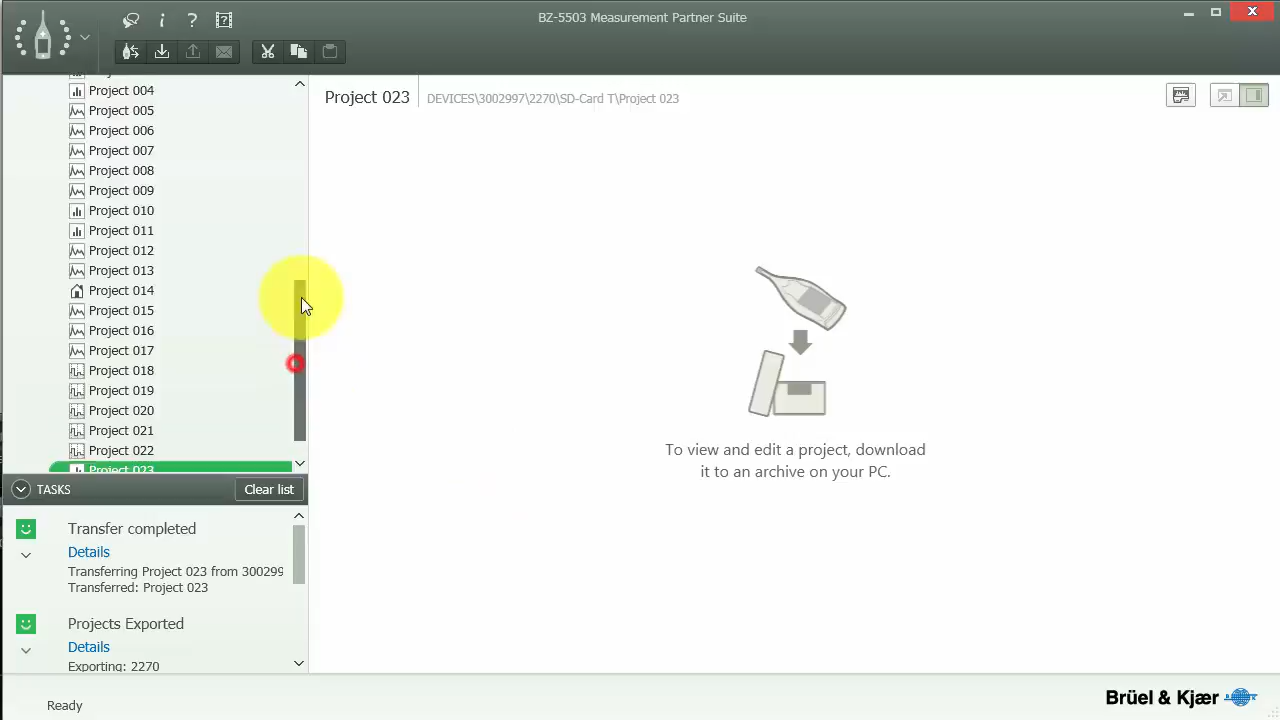 BZ-5503 Measurement Partner Suite
Project 004
Project 005
Project 006
Project 007
Project 008
Project 009
Project 010
Project 011
Project 012
Project 013
Project 014
Project 015
Project 016
Project 017
Project 018
Project 019
Project 020
Project 021
Project 022
Project 023
TASKS
Clear list
Transfer completed
Details
Transferring Project 023 from 300299
Transferred: Project 023
Projects Exported
Details
Exporting: 2270
Project 023
DEVICES\3002997\2270\SD-Card T\Project 023
To view and edit a project, download
it to an archive on your PC.
Ready
Brüel & Kjær